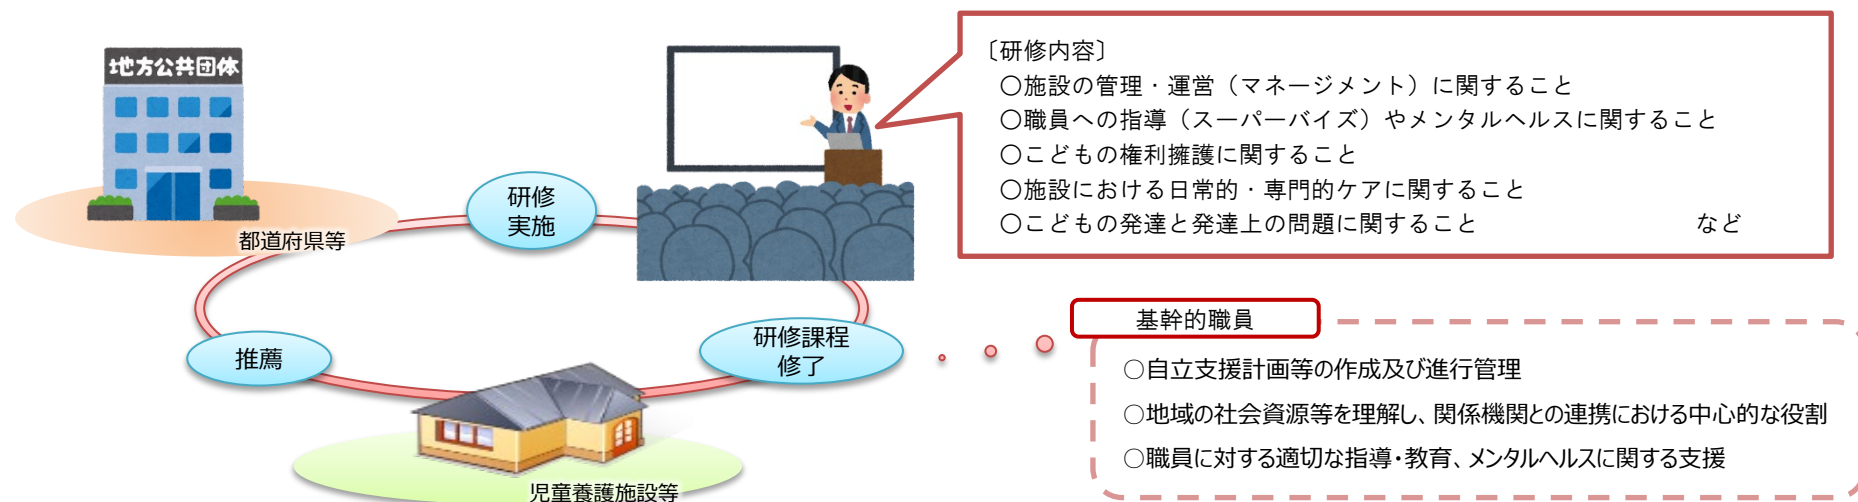 地方公共団体
都道府県等
研修
実施
〔研修内容〕
〇施設の管理・運営（マネージメント）に関すること
〇職員への指導（スーパーバイズ）やメンタルヘルスに関すること
〇こどもの権利擁護に関すること
〇施設における日常的・専門的ケアに関すること
〇こどもの発達と発達上の問題に関すること　など
推薦
研修課程
修了
児童養護施設等
基幹的職員
○自立支援計画等の作成及び進行管理
○地域の社会資源等を理解し、関係機関との連携における中心的な役割
○職員に対する適切な指導・教育、メンタルヘルスに関する支援